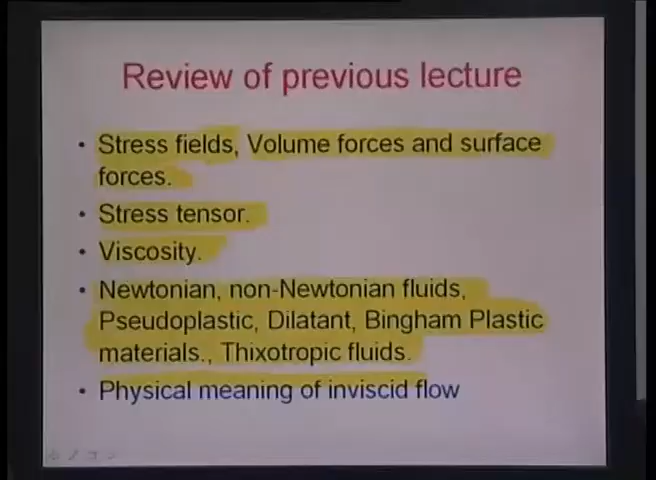 Review of previous lecture
• Stress fields, Volume forces and surface
forces.
• Stress tensor.
• Viscosity.
• Newtonian, non-Newtonian fluids,
Pseudoplastic, Dilatant, Bingham Plastic
materials., Thixotropic fluids.
• Physical meaning of inviscid flow